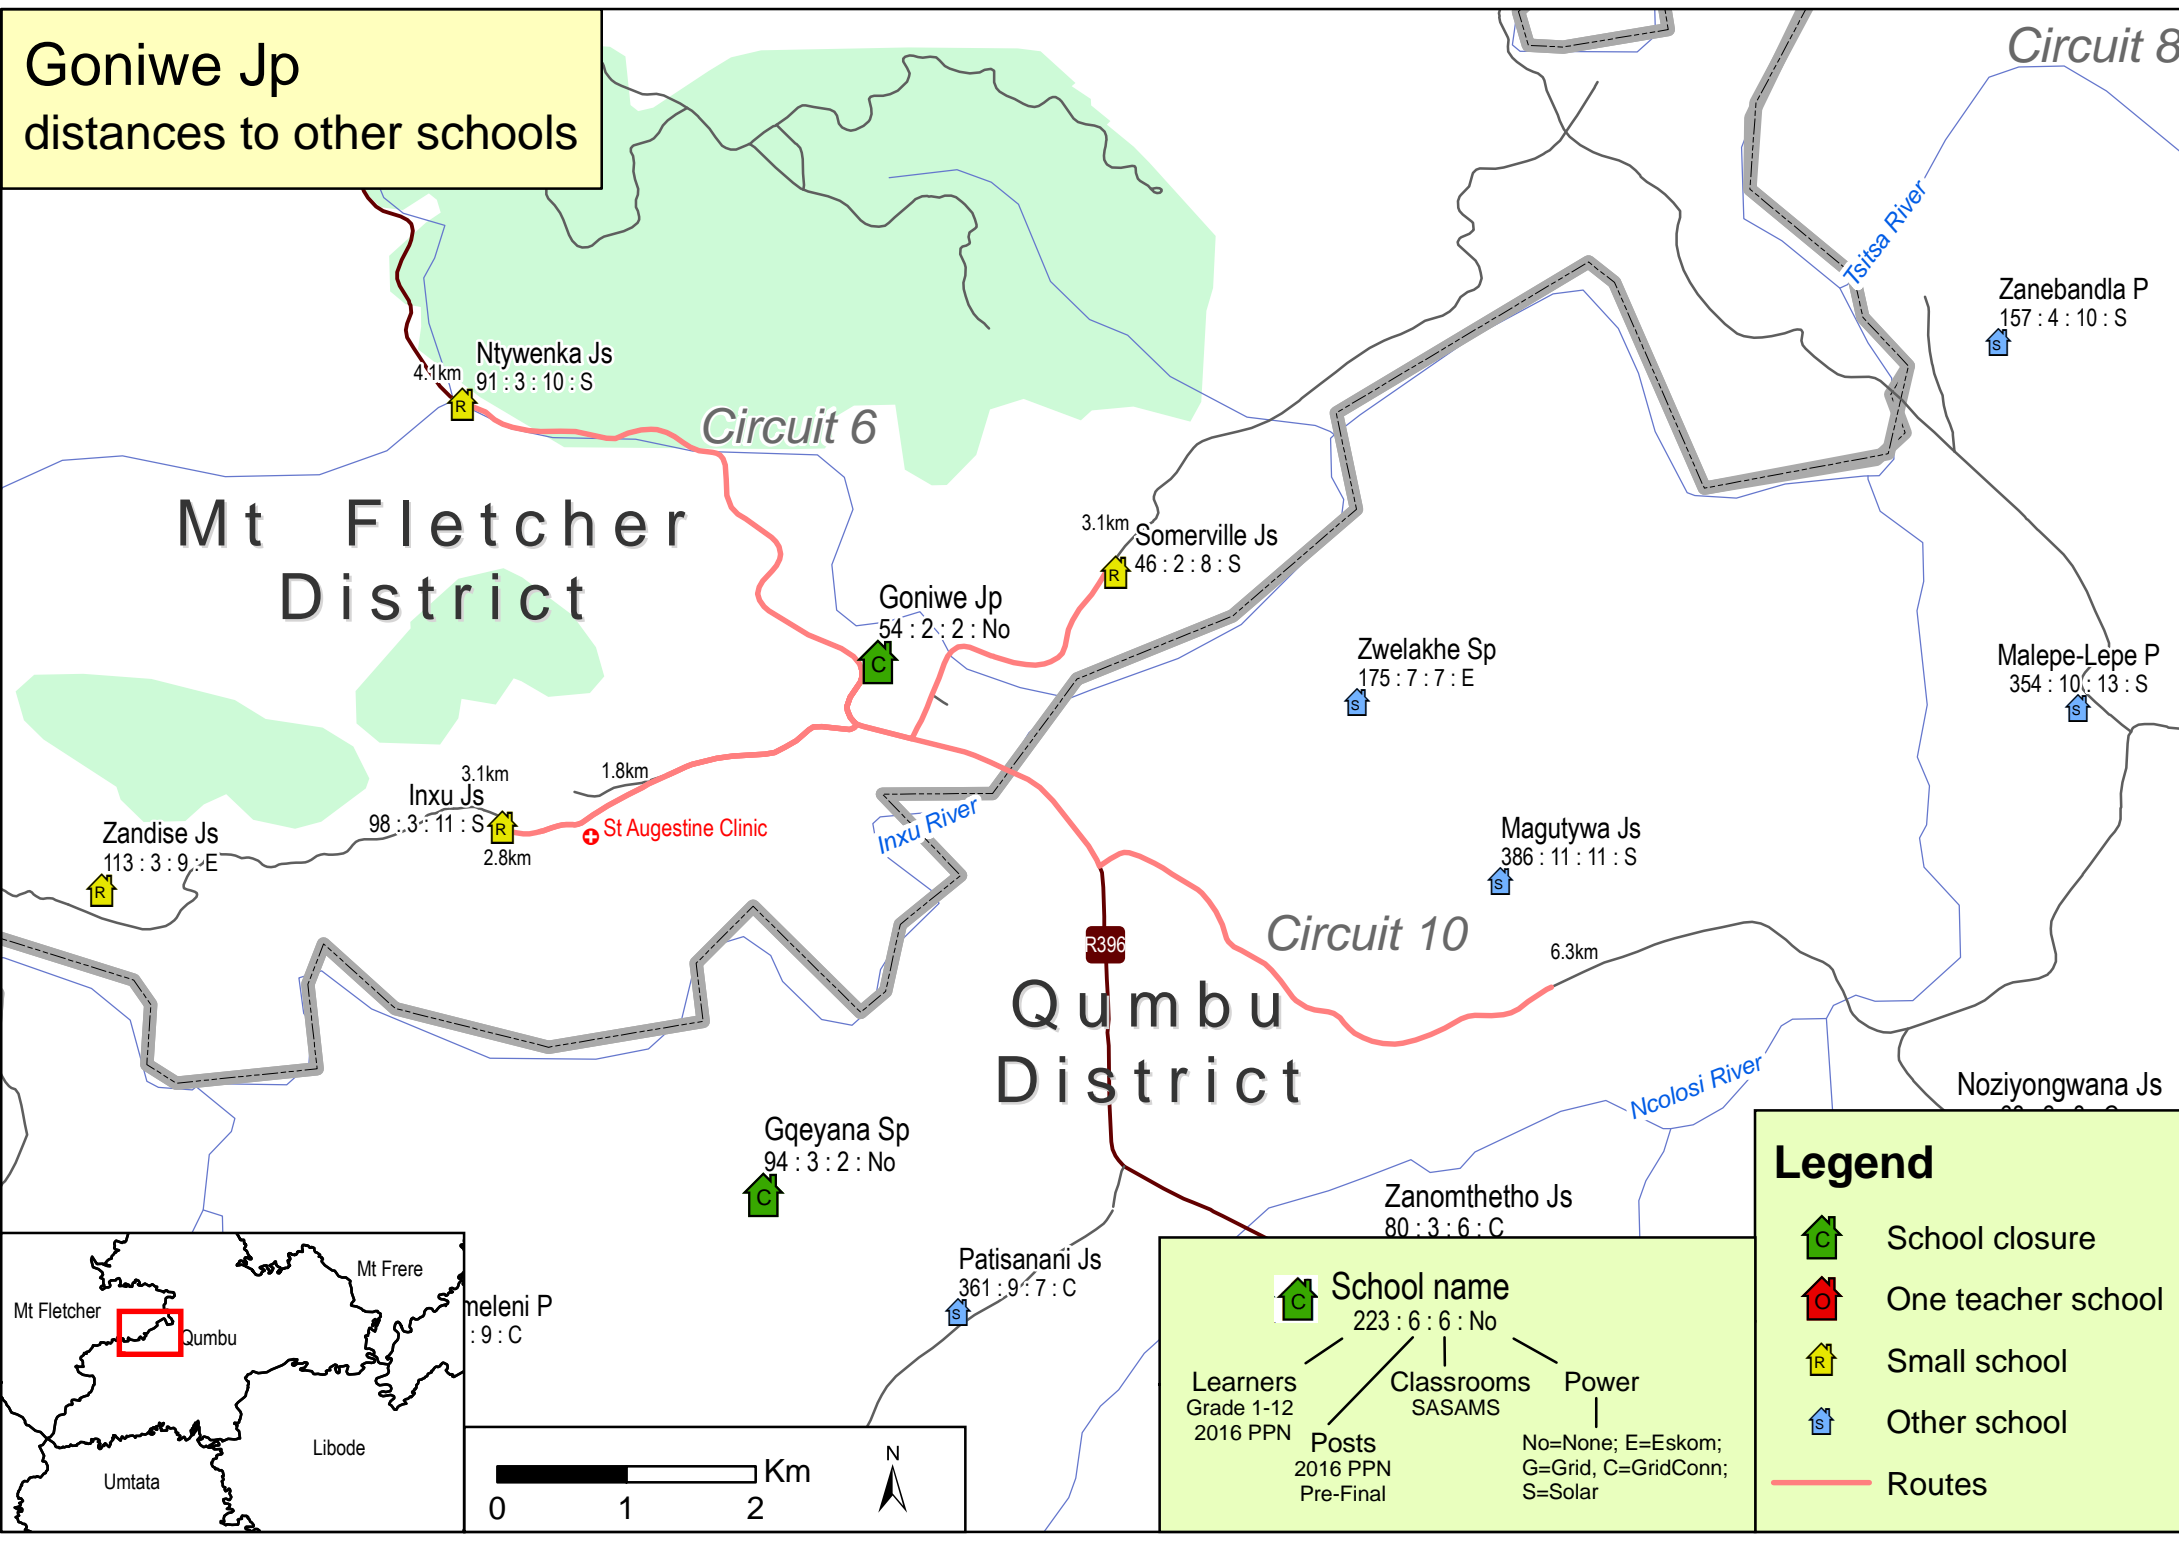 Goniwe Jp
distances to other schools
Circuit 8
Tsitsa River
Zanebandla P
157 : 4 : 10 : S
Ntywenka Js
91 : 3 : 10 : S
4.1km
Circuit 6
Mt Fletcher
District
3.1km
Somerville Js
46 : 2 : 8 : S
Goniwe Jp
54 : 2 : 2 : No
Zwelakhe Sp
175 : 7 : 7 : E
Malepe-Lepe P
354 : 10 : 13 : S
3.1km
1.8km
Inxu Js
98 : 3 : 11 : S
2.8km
St Augestine Clinic
Inxu River
Zandise Js
113 : 3 : 9 : E
Magutywa Js
386 : 11 : 11 : S
R396
Circuit 10
6.3km
Qumbu
District
Ncolosi River
Noziyongwana Js
Gqeyana Sp
94 : 3 : 2 : No
Zanomthetho Js
80 : 3 : 6 : C
Patisanani Js
361 : 9 : 7 : C
meleni P
: 9 : C
Mt Frere
Mt Fletcher
Qumbu
Libode
Umtata
Km
0 1 2
N
School name
223 : 6 : 6 : No
C
Learners
Grade 1-12
2016 PPN
Posts
2016 PPN
Pre-Final
Classrooms
SASAMS
Power
No=None; E=Eskom;
G=Grid, C=GridConn;
S=Solar
Legend
C School closure
O One teacher school
R Small school
S Other school
Routes